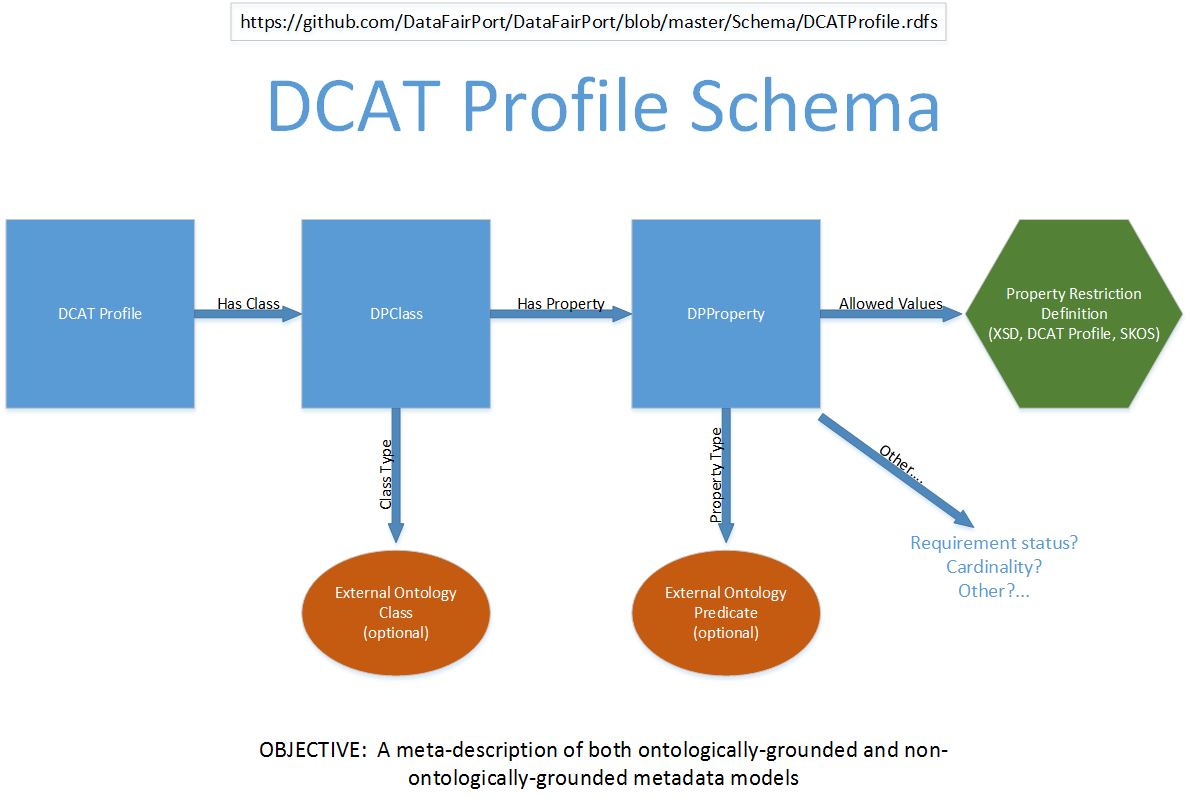 https://github.com/DataFairPort/DataFairPort/blob/master/Schema/DCATProfile.rdfs
DCAT Profile Schema
DCAT Profile
Has Class
DPClass
Has Property
DPProperty
Allowed Values
Property Restriction
Definition
(XSD, DCAT Profile, SKOS)
Class Type
Property Type
Other....
Requirement status?
Cardinality?
Other?...
External Ontology
Class
(optional)
External Ontology
Predicate
(optional)
OBJECTIVE:  A meta-description of both ontologically-grounded and non-
ontologically-grounded metadata models